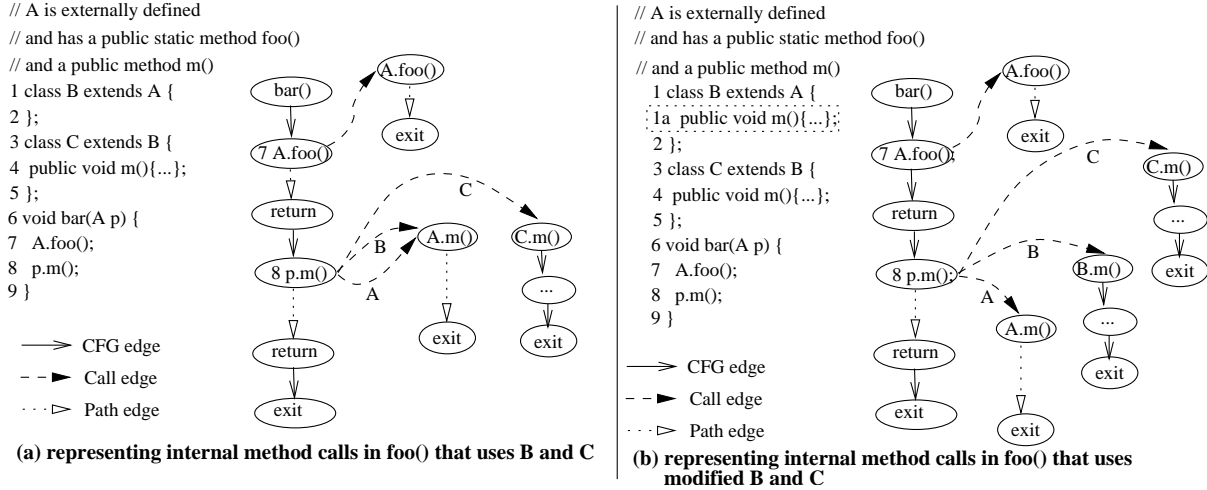 // A is externally defined
// and has a public static method foo()
// and a public method m()
1 class B extends A {
2 };
3 class C extends B {
4 public void m(){...};
5 };
6 void bar(A p) {
7 A.foo();
8 p.m();
9 }
CFG edge
Call edge
Path edge
bar()
A.foo()
exit
7 A.foo()
return
C
B
A
8 p.m()
A.m()
C.m()
...
exit
exit
return
exit
(a) representing internal method calls in foo() that uses B and C
// A is externally defined
// and has a public static method foo()
// and a public method m()
1 class B extends A {
1a public void m(){...};
2 };
3 class C extends B {
4 public void m(){...};
5 };
6 void bar(A p) {
7 A.foo();
8 p.m();
9 }
CFG edge
Call edge
Path edge
bar()
A.foo()
exit
7 A.foo();
return
C
C.m()
...
exit
8 p.m();
B
B.m()
...
exit
A
A.m()
exit
return
exit
(b) representing internal method calls in foo() that uses
modified B and C